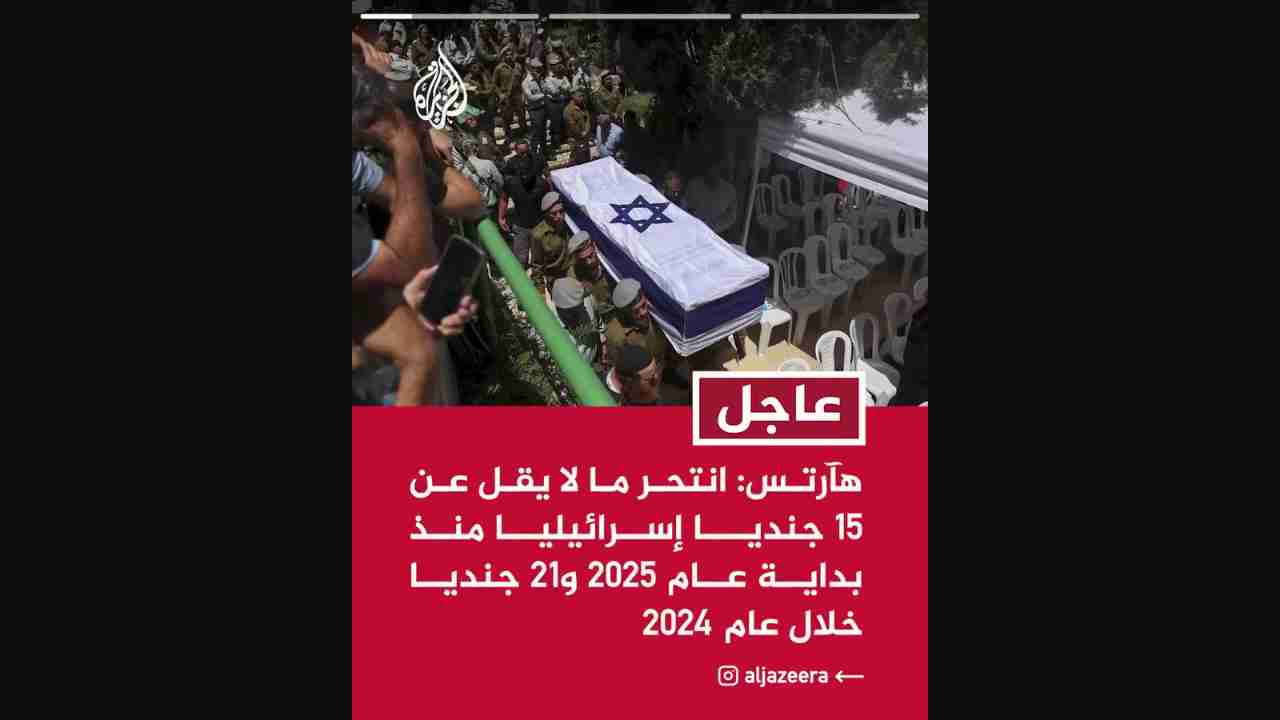 الجزيرة
عاجل
هآرتس: انتحر ما لا يقل عن
15 جنديا إسرائيليا منذ
بداية عام 2025 و21 جنديا
خلال عام 2024
aljazeera